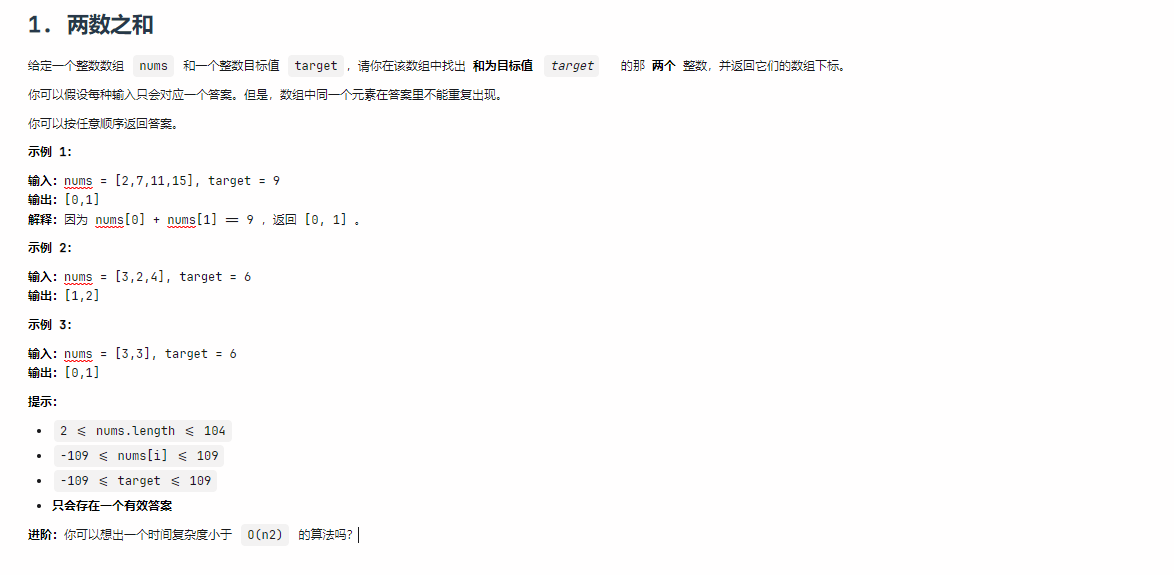 1. 两数之和
给定一个整数数组 nums 和一个整数目标值 target ，请你在该数组中找出 和为目标值 target 的那 两个 整数，并返回它们的数组下标。
你可以假设每种输入只会对应一个答案。但是，数组中同一个元素在答案里不能重复出现。
你可以按任意顺序返回答案。
示例 1：
输入：nums = [2,7,11,15], target = 9
输出：[0,1]
解释：因为 nums[0] + nums[1] == 9 ，返回 [0, 1] 。
示例 2：
输入：nums = [3,2,4], target = 6
输出：[1,2]
示例 3：
输入：nums = [3,3], target = 6
输出：[0,1]
提示：
• 2 <= nums.length <= 104
• -109 <= nums[i] <= 109
• -109 <= target <= 109
• 只会存在一个有效答案
进阶：你可以想出一个时间复杂度小于 O(n2) 的算法吗？